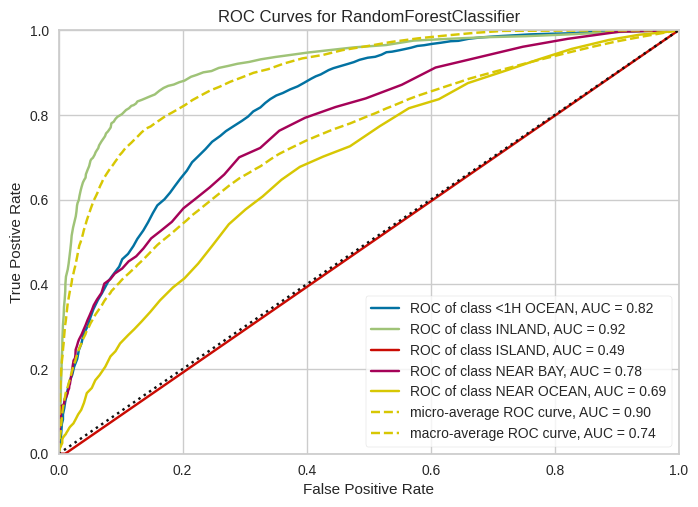 ROC Curves for RandomForestClassifier
1.0
0.8
0.6
0.4
0.2
0.0
True Postive Rate
ROC of class <1H OCEAN, AUC = 0.82
ROC of class INLAND, AUC = 0.92
ROC of class ISLAND, AUC = 0.49
ROC of class NEAR BAY, AUC = 0.78
ROC of class NEAR OCEAN, AUC = 0.69
micro-average ROC curve, AUC = 0.90
macro-average ROC curve, AUC = 0.74
0.0 0.2 0.4 0.6 0.8 1.0
False Positive Rate